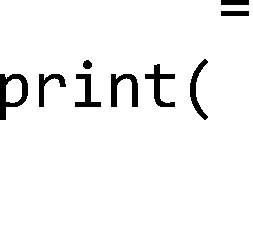 =
print(